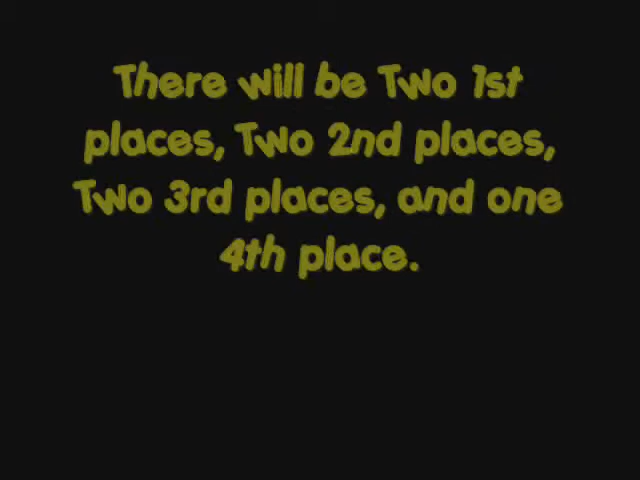 There will be Two 1st
places, Two 2nd places,
Two 3rd places, and one
4th place.